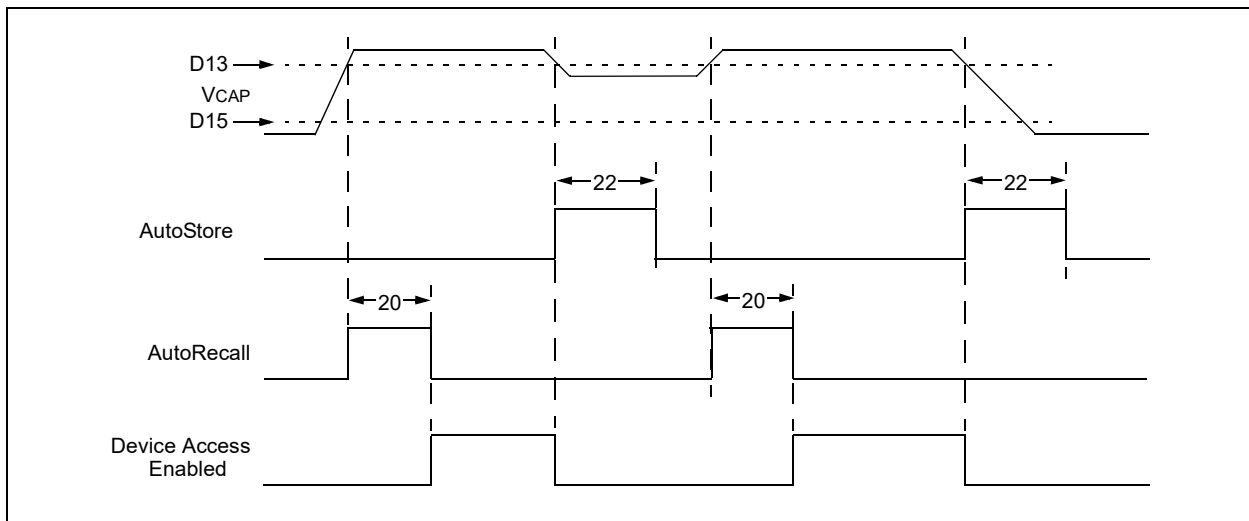 D13
VCAP
D15
22
22
AutoStore
20
20
AutoRecall
Device Access
Enabled